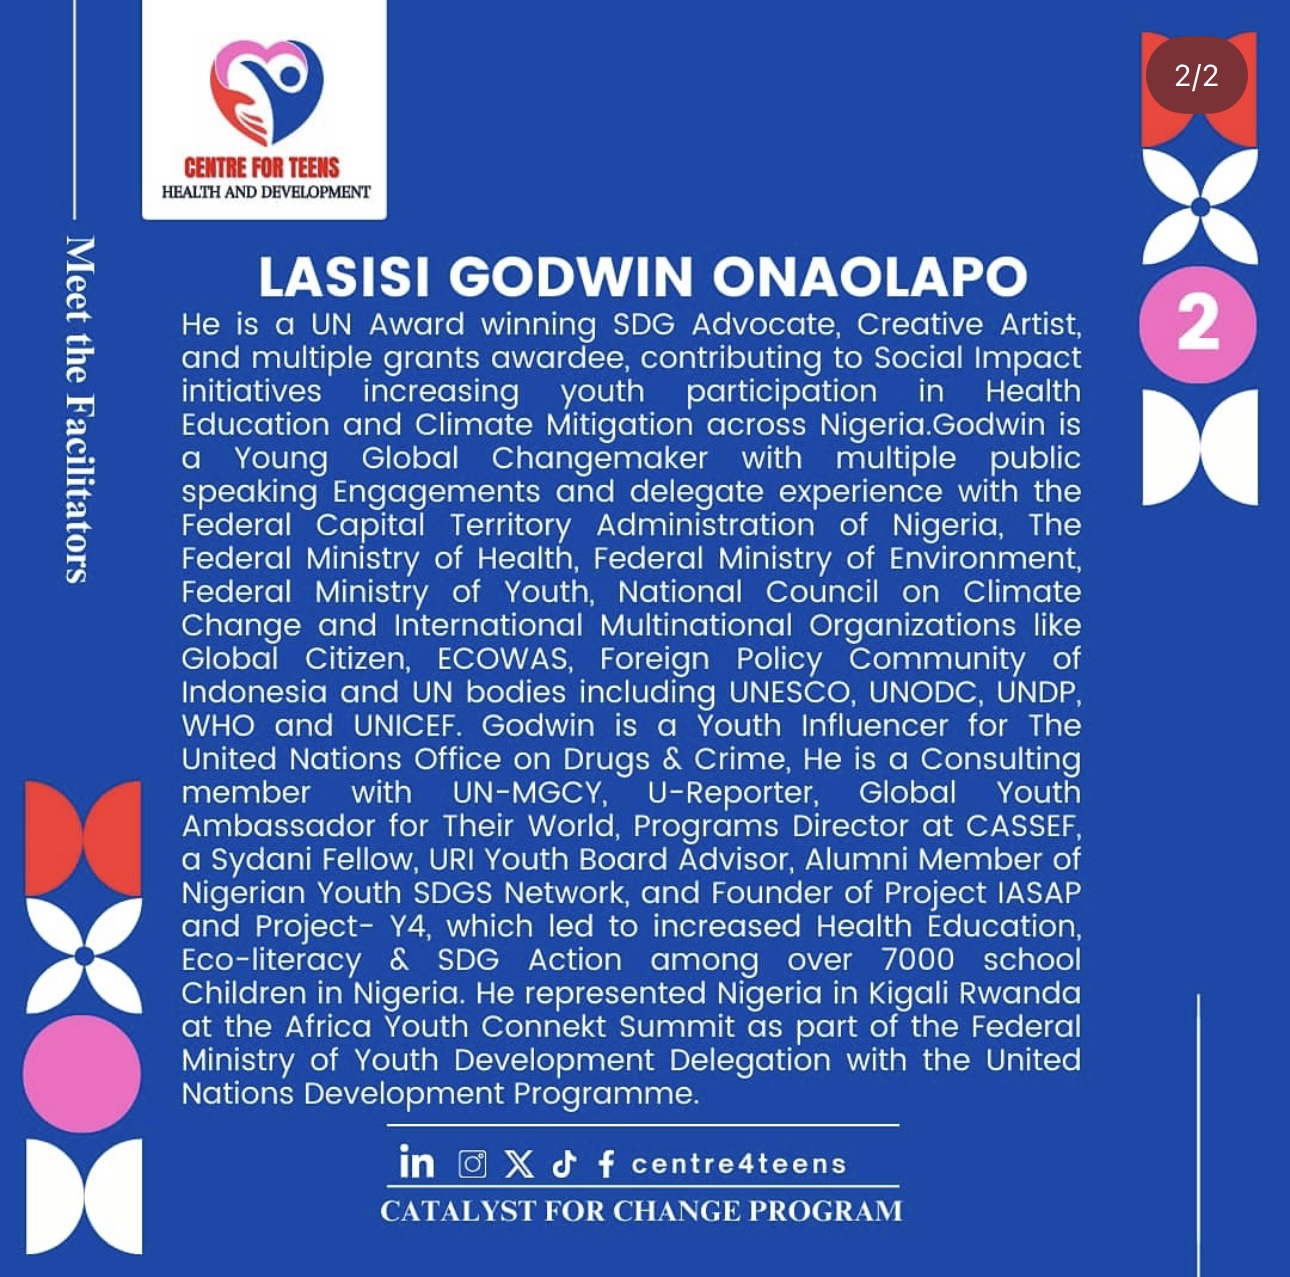 2/2
CENTRE FOR TEENS
HEALTH AND DEVELOPMENT
Meet the Facilitators
2
LASISI GODWIN ONAOLAPO
He is a UN Award winning SDG Advocate, Creative Artist,
and multiple grants awardee, contributing to Social Impact
initiatives increasing youth participation in Health
Education and Climate Mitigation across Nigeria.Godwin is
a Young Global Changemaker with multiple public
speaking Engagements and delegate experience with the
Federal Capital Territory Administration of Nigeria, The
Federal Ministry of Health, Federal Ministry of Environment,
Federal Ministry of Youth, National Council on Climate
Change and International Multinational Organizations like
Global Citizen, ECOWAS, Foreign Policy Community of
Indonesia and UN bodies including UNESCO, UNODC, UNDP,
WHO and UNICEF. Godwin is a Youth Influencer for The
United Nations Office on Drugs & Crime, He is a Consulting
member with UN-MGCY, U-Reporter, Global Youth
Ambassador for Their World, Programs Director at CASSEF,
a Sydani Fellow, URI Youth Board Advisor, Alumni Member of
Nigerian Youth SDGS Network, and Founder of Project IASAP
and Project- Y4, which led to increased Health Education,
Eco-literacy & SDG Action among over 7000 school
Children in Nigeria. He represented Nigeria in Kigali Rwanda
at the Africa Youth Connekt Summit as part of the Federal
Ministry of Youth Development Delegation with the United
Nations Development Programme.
centre4teens
CATALYST FOR CHANGE PROGRAM